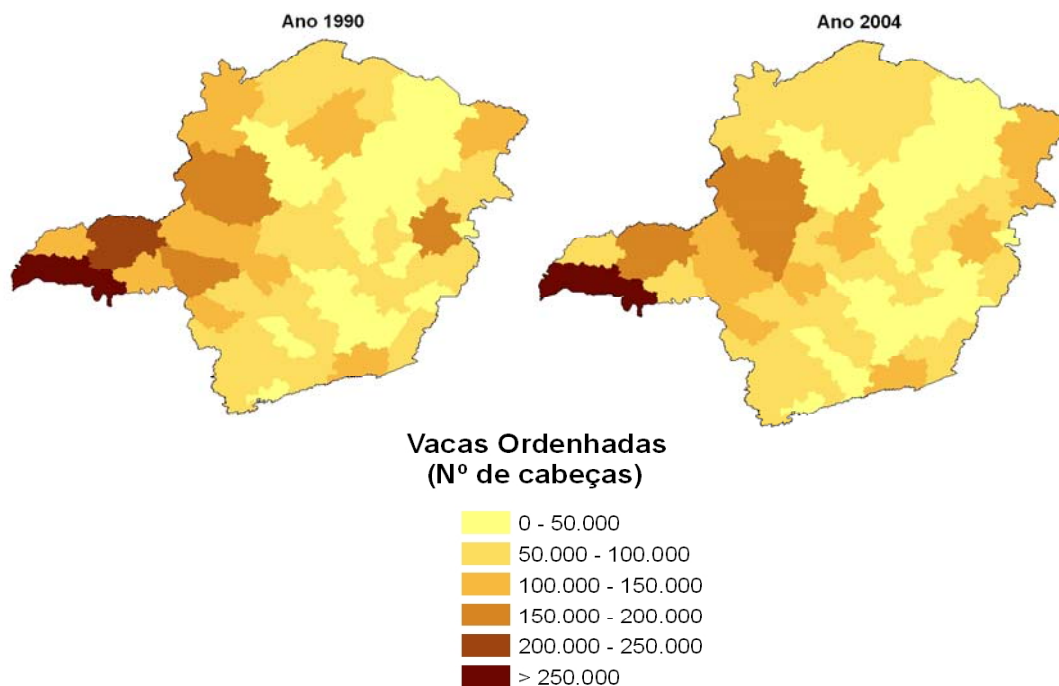 Ano 1990
Ano 2004
Vacas Ordenhadas
(Nº de cabeças)
0 - 50.000
50.000 - 100.000
100.000 - 150.000
150.000 - 200.000
200.000 - 250.000
> 250.000